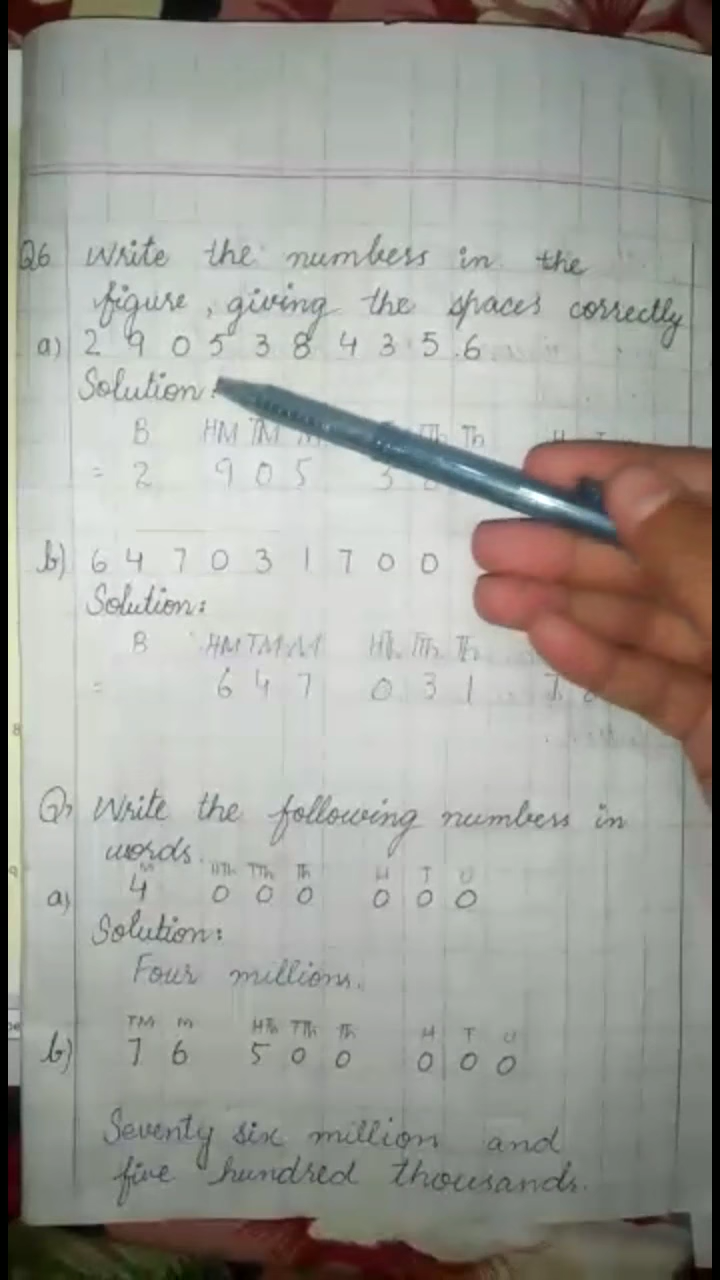 Q6 Write the numbers in the
figure, giving the spaces correctly
a) 2 9 0 5 3 8 4 3 5 6
Solution:
B HM TM Th
= 2 9 0 5 3
b) 6 4 7 0 3 1 7 0 0
Solution:
B HM TM M HTh TTh Th
= 6 4 7 0 3 1 7
Q7 Write the following numbers in
words.
M HTh TTh Th H T U
a) 4 0 0 0 0 0 0
Solution:
Four millions.
TM M HTh TTh Th H T U
b) 7 6 5 0 0 0 0 0
Seventy six million and
five hundred thousands.